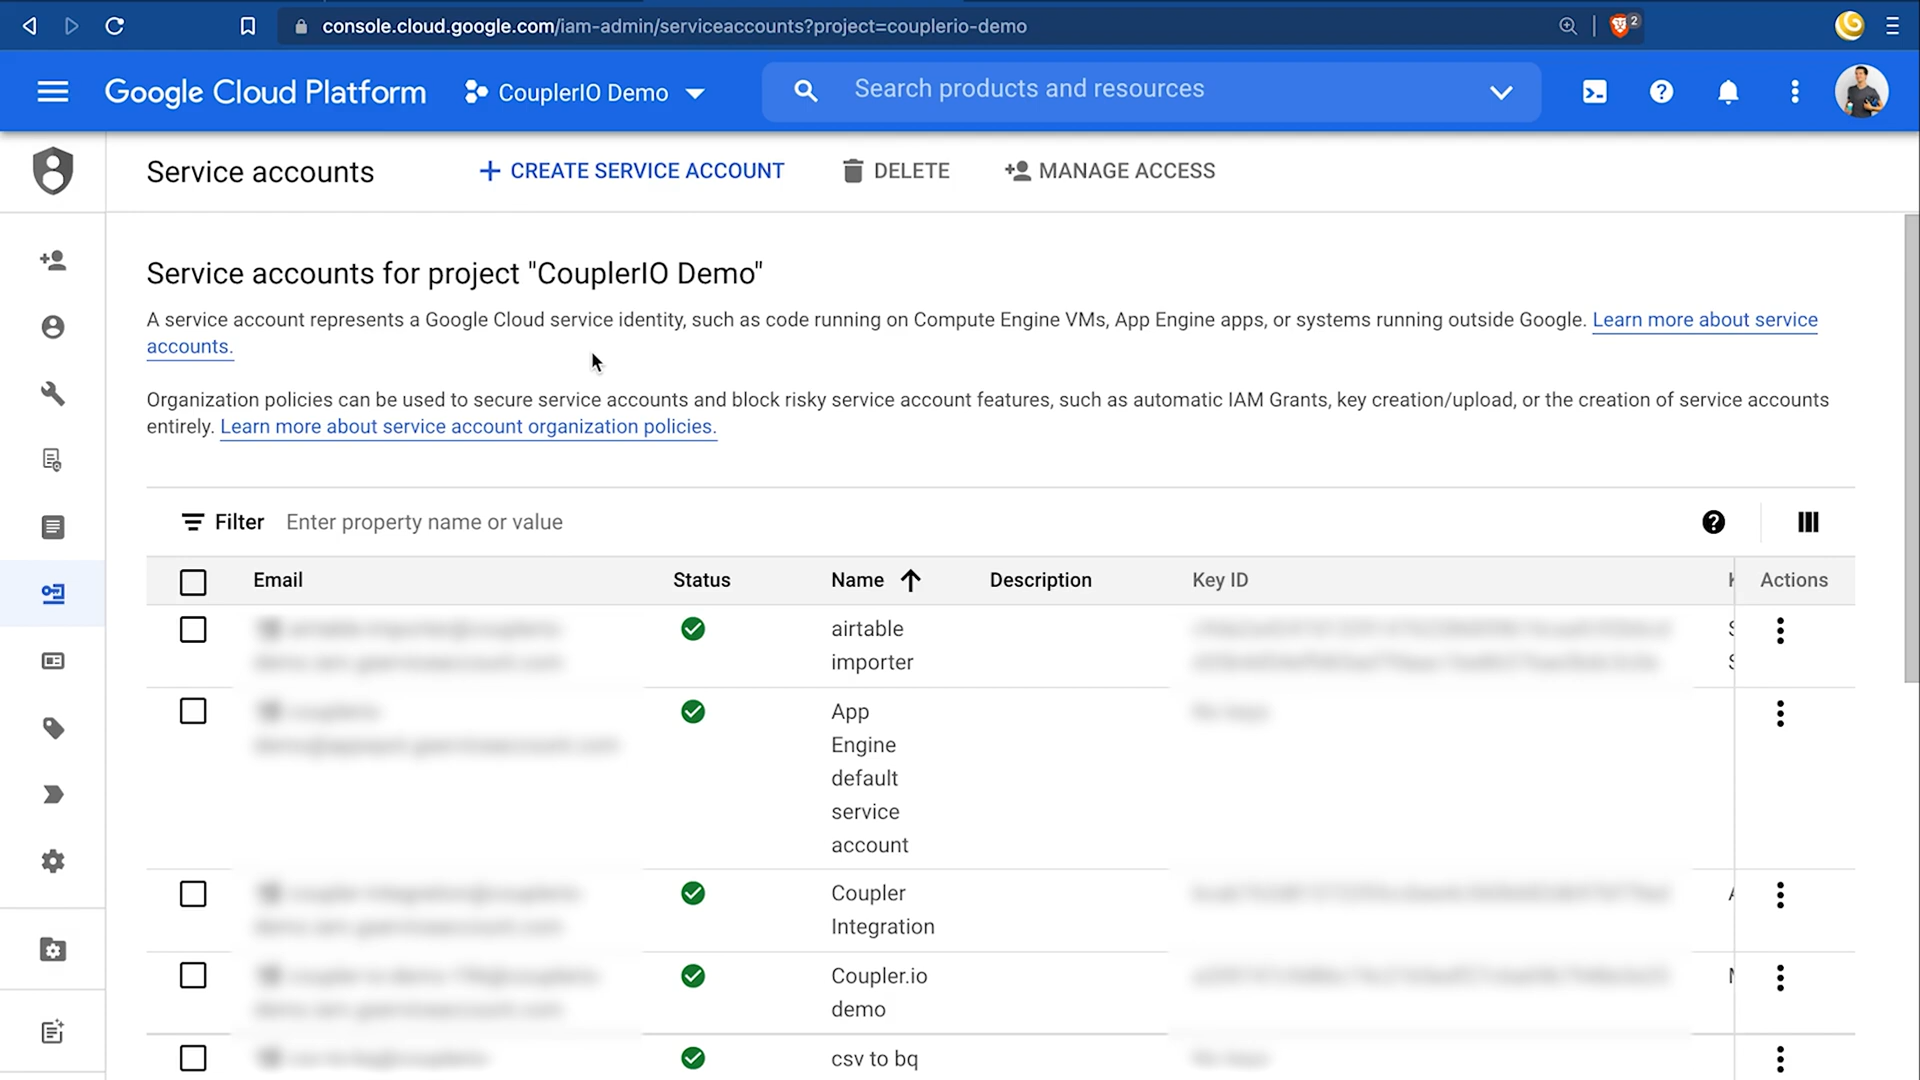 console.cloud.google.com/iam-admin/serviceaccounts?project=couplerio-demo
2
Google Cloud Platform
CouplerIO Demo
Search products and resources
Service accounts
CREATE SERVICE ACCOUNT
DELETE
MANAGE ACCESS
Service accounts for project "CouplerIO Demo"
A service account represents a Google Cloud service identity, such as code running on Compute Engine VMs, App Engine apps, or systems running outside Google. Learn more about service
accounts.
Organization policies can be used to secure service accounts and block risky service account features, such as automatic IAM Grants, key creation/upload, or the creation of service accounts
entirely. Learn more about service account organization policies.
Filter Enter property name or value
Email Status Name Description Key ID Actions
airtable
importer
App
Engine
default
service
account
Coupler
Integration
Coupler.io
demo
csv to bq